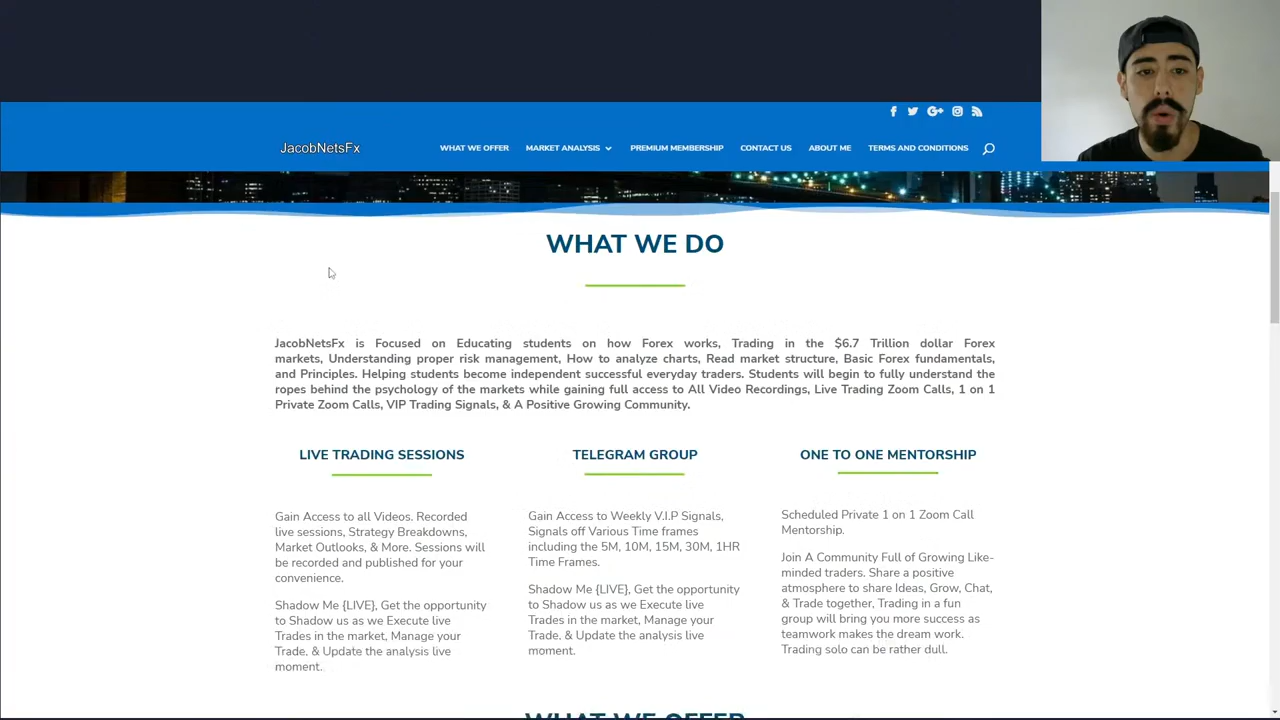 JacobNetsFx
WHAT WE OFFER
MARKET ANALYSIS
PREMIUM MEMBERSHIP
CONTACT US
ABOUT ME
TERMS AND CONDITIONS
WHAT WE DO
JacobNetsFx is Focused on Educating students on how Forex works, Trading in the $6.7 Trillion dollar Forex
markets, Understanding proper risk management, How to analyze charts, Read market structure, Basic Forex fundamentals,
and Principles. Helping students become independent successful everyday traders. Students will begin to fully understand the
ropes behind the psychology of the markets while gaining full access to All Video Recordings, Live Trading Zoom Calls, 1 on 1
Private Zoom Calls, VIP Trading Signals, & A Positive Growing Community.
LIVE TRADING SESSIONS
Gain Access to all Videos. Recorded
live sessions, Strategy Breakdowns,
Market Outlooks, & More. Sessions will
be recorded and published for your
convenience.
Shadow Me {LIVE}, Get the opportunity
to Shadow us as we Execute live
Trades in the market, Manage your
Trade. & Update the analysis live
moment.
TELEGRAM GROUP
Gain Access to Weekly V.I.P Signals,
Signals off Various Time frames
including the 5M, 10M, 15M, 30M, 1HR
Time Frames.
Shadow Me {LIVE}, Get the opportunity
to Shadow us as we Execute live
Trades in the market, Manage your
Trade. & Update the analysis live
moment.
ONE TO ONE MENTORSHIP
Scheduled Private 1 on 1 Zoom Call
Mentorship.
Join A Community Full of Growing Like-
minded traders. Share a positive
atmosphere to share Ideas, Grow, Chat,
& Trade together, Trading in a fun
group will bring you more success as
teamwork makes the dream work.
Trading solo can be rather dull.
WHAT WE OFFER